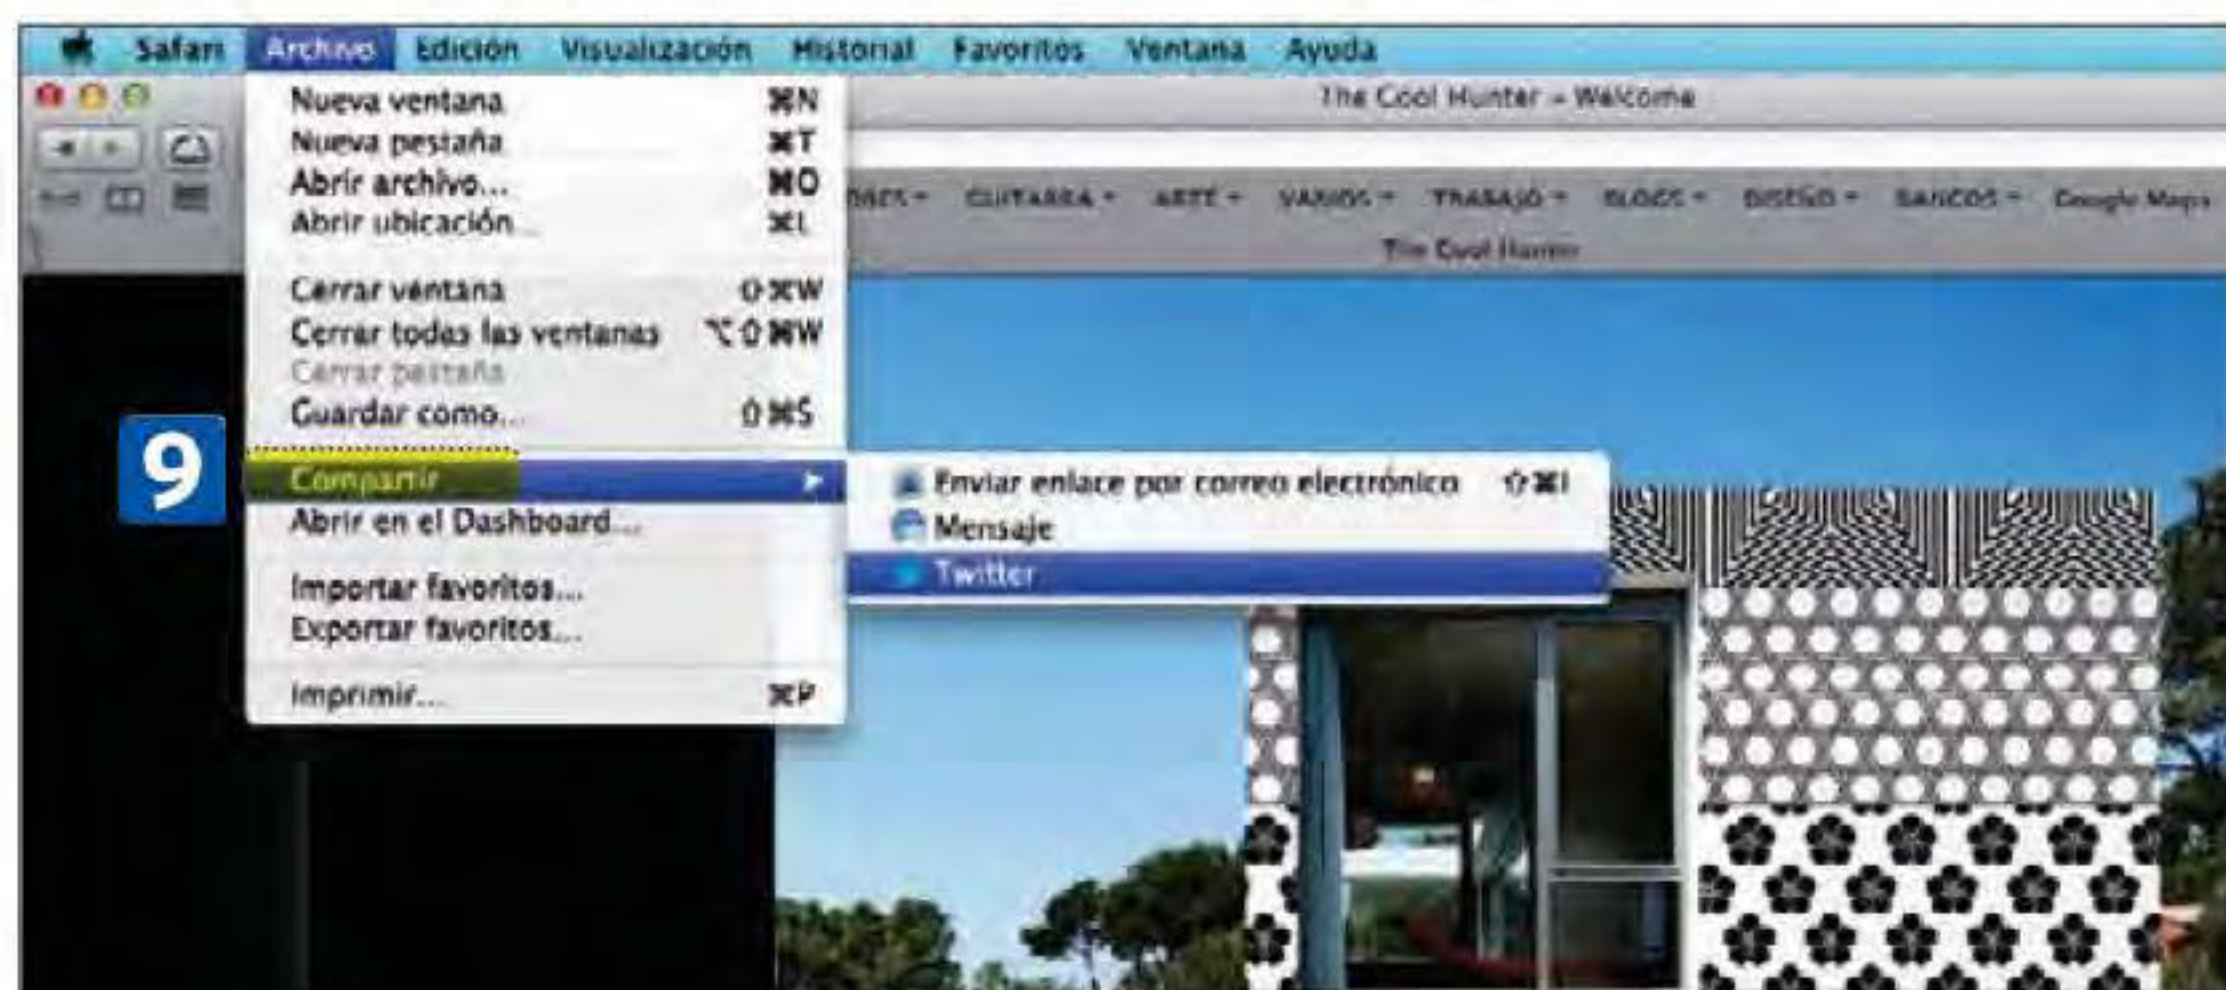 Safari Archivo Edición Visualización Historial Favoritos Ventana Ayuda
The Cool Hunter – Welcome
Nueva ventana ⌘N
Nueva pestaña ⌘T
Abrir archivo... ⌘O
GUITARRA ARTE VARIOS TRABAJO BLOGS DISEÑO BANCOS Google Maps
Abrir ubicación... ⌘L
The Cool Hunter
Cerrar ventana ⇧⌘W
Cerrar todas las ventanas ⌥⇧⌘W
Cerrar pestaña
Guardar como... ⇧⌘S
9
Compartir
Enviar enlace por correo electrónico ⇧⌘I
Abrir en el Dashboard...
Mensaje
Twitter
Importar favoritos...
Exportar favoritos...
Imprimir... ⌘P